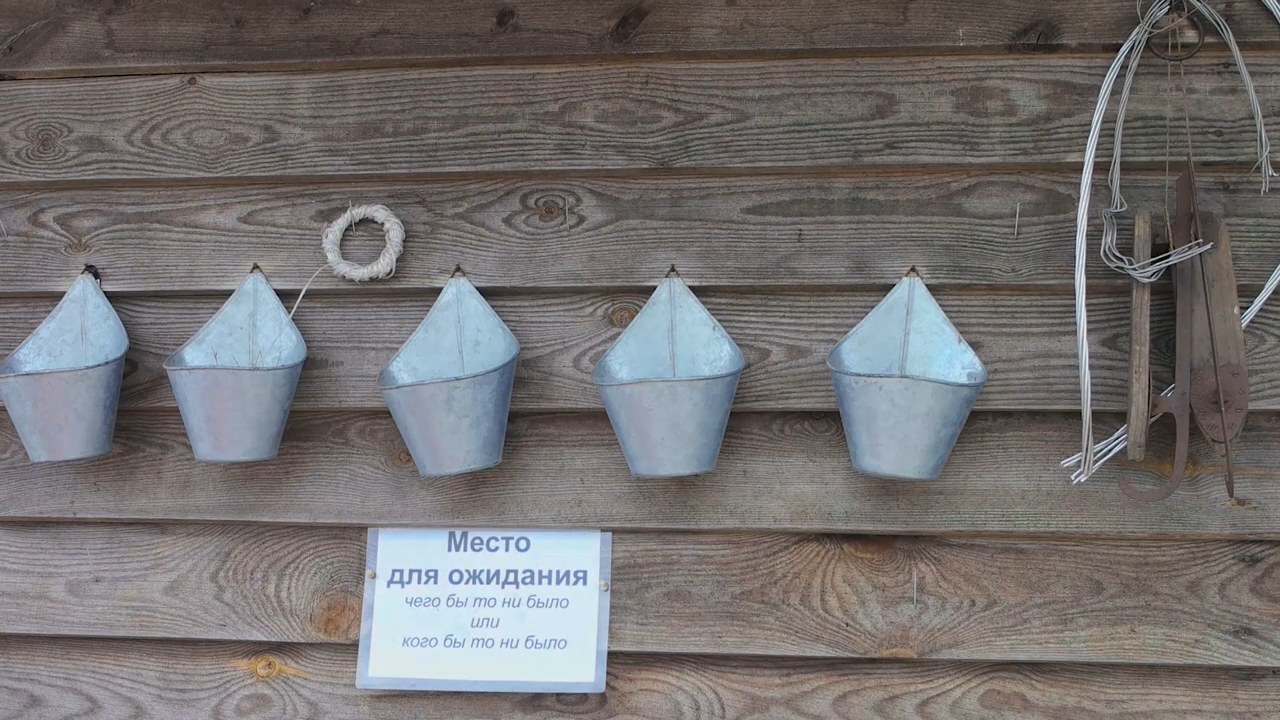 Место
для ожидания
чего бы то ни было
или
кого бы то ни было